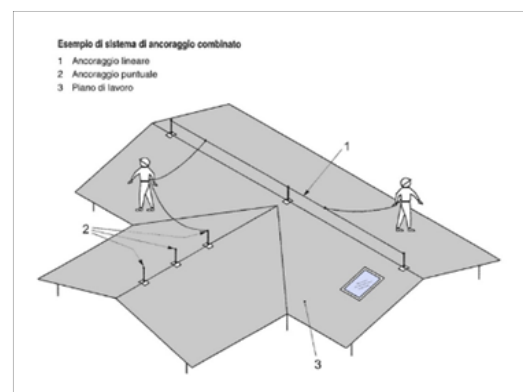 Esempio di sistema di ancoraggio combinato
1 Ancoraggio lineare
2 Ancoraggio puntuale
3 Piano di lavoro
1
2
3